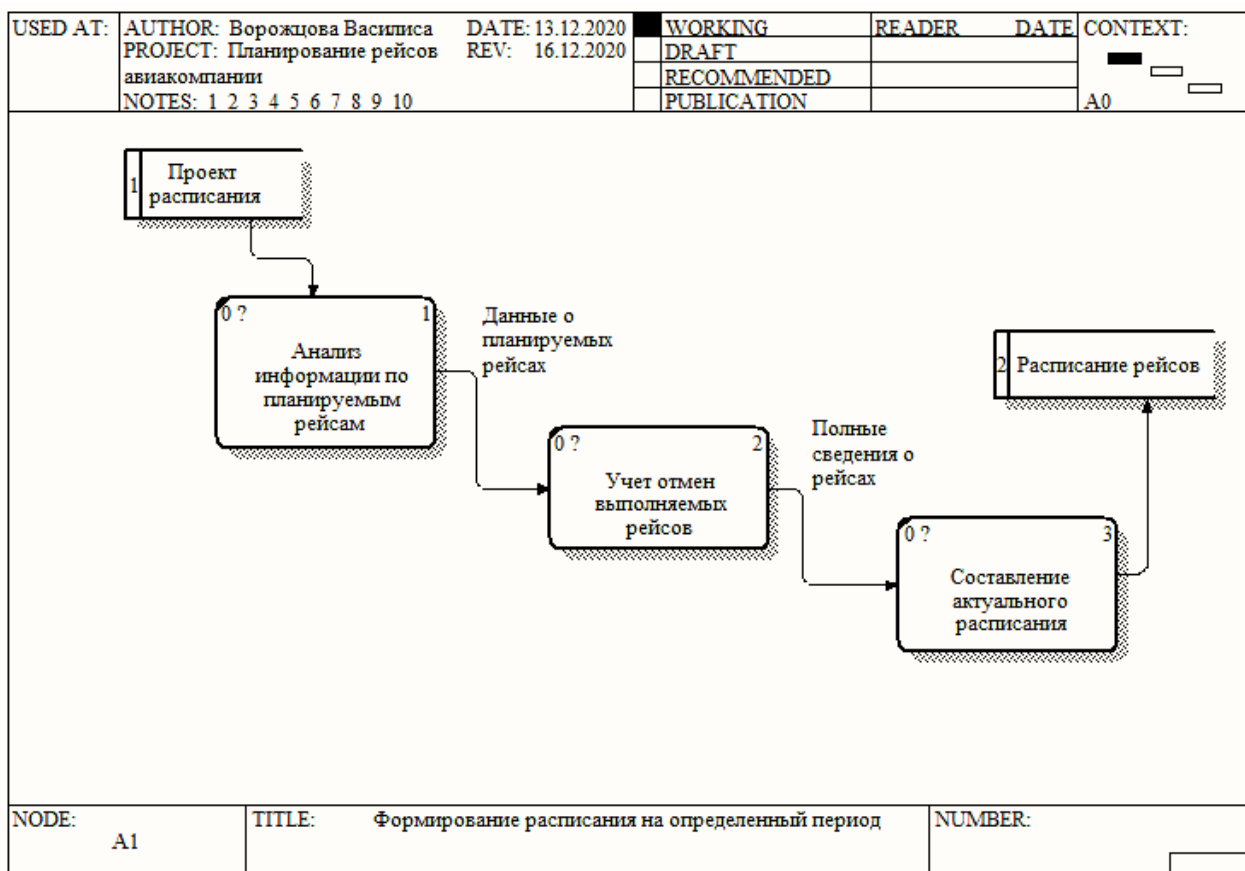 USED AT:
AUTHOR: Ворожцова Василиса DATE: 13.12.2020
PROJECT: Планирование рейсов REV: 16.12.2020
авиакомпании
NOTES: 1 2 3 4 5 6 7 8 9 10
WORKING
DRAFT
RECOMMENDED
PUBLICATION
READER DATE
CONTEXT:
A0
1
Проект
расписания
0 ? 1
Анализ
информации по
планируемым
рейсам
Данные о
планируемых
рейсах
0 ? 2
Учет отмен
выполняемых
рейсов
Полные
сведения о
рейсах
2 Расписание рейсов
0 ? 3
Составление
актуального
расписания
NODE:
A1
TITLE: Формирование расписания на определенный период
NUMBER: